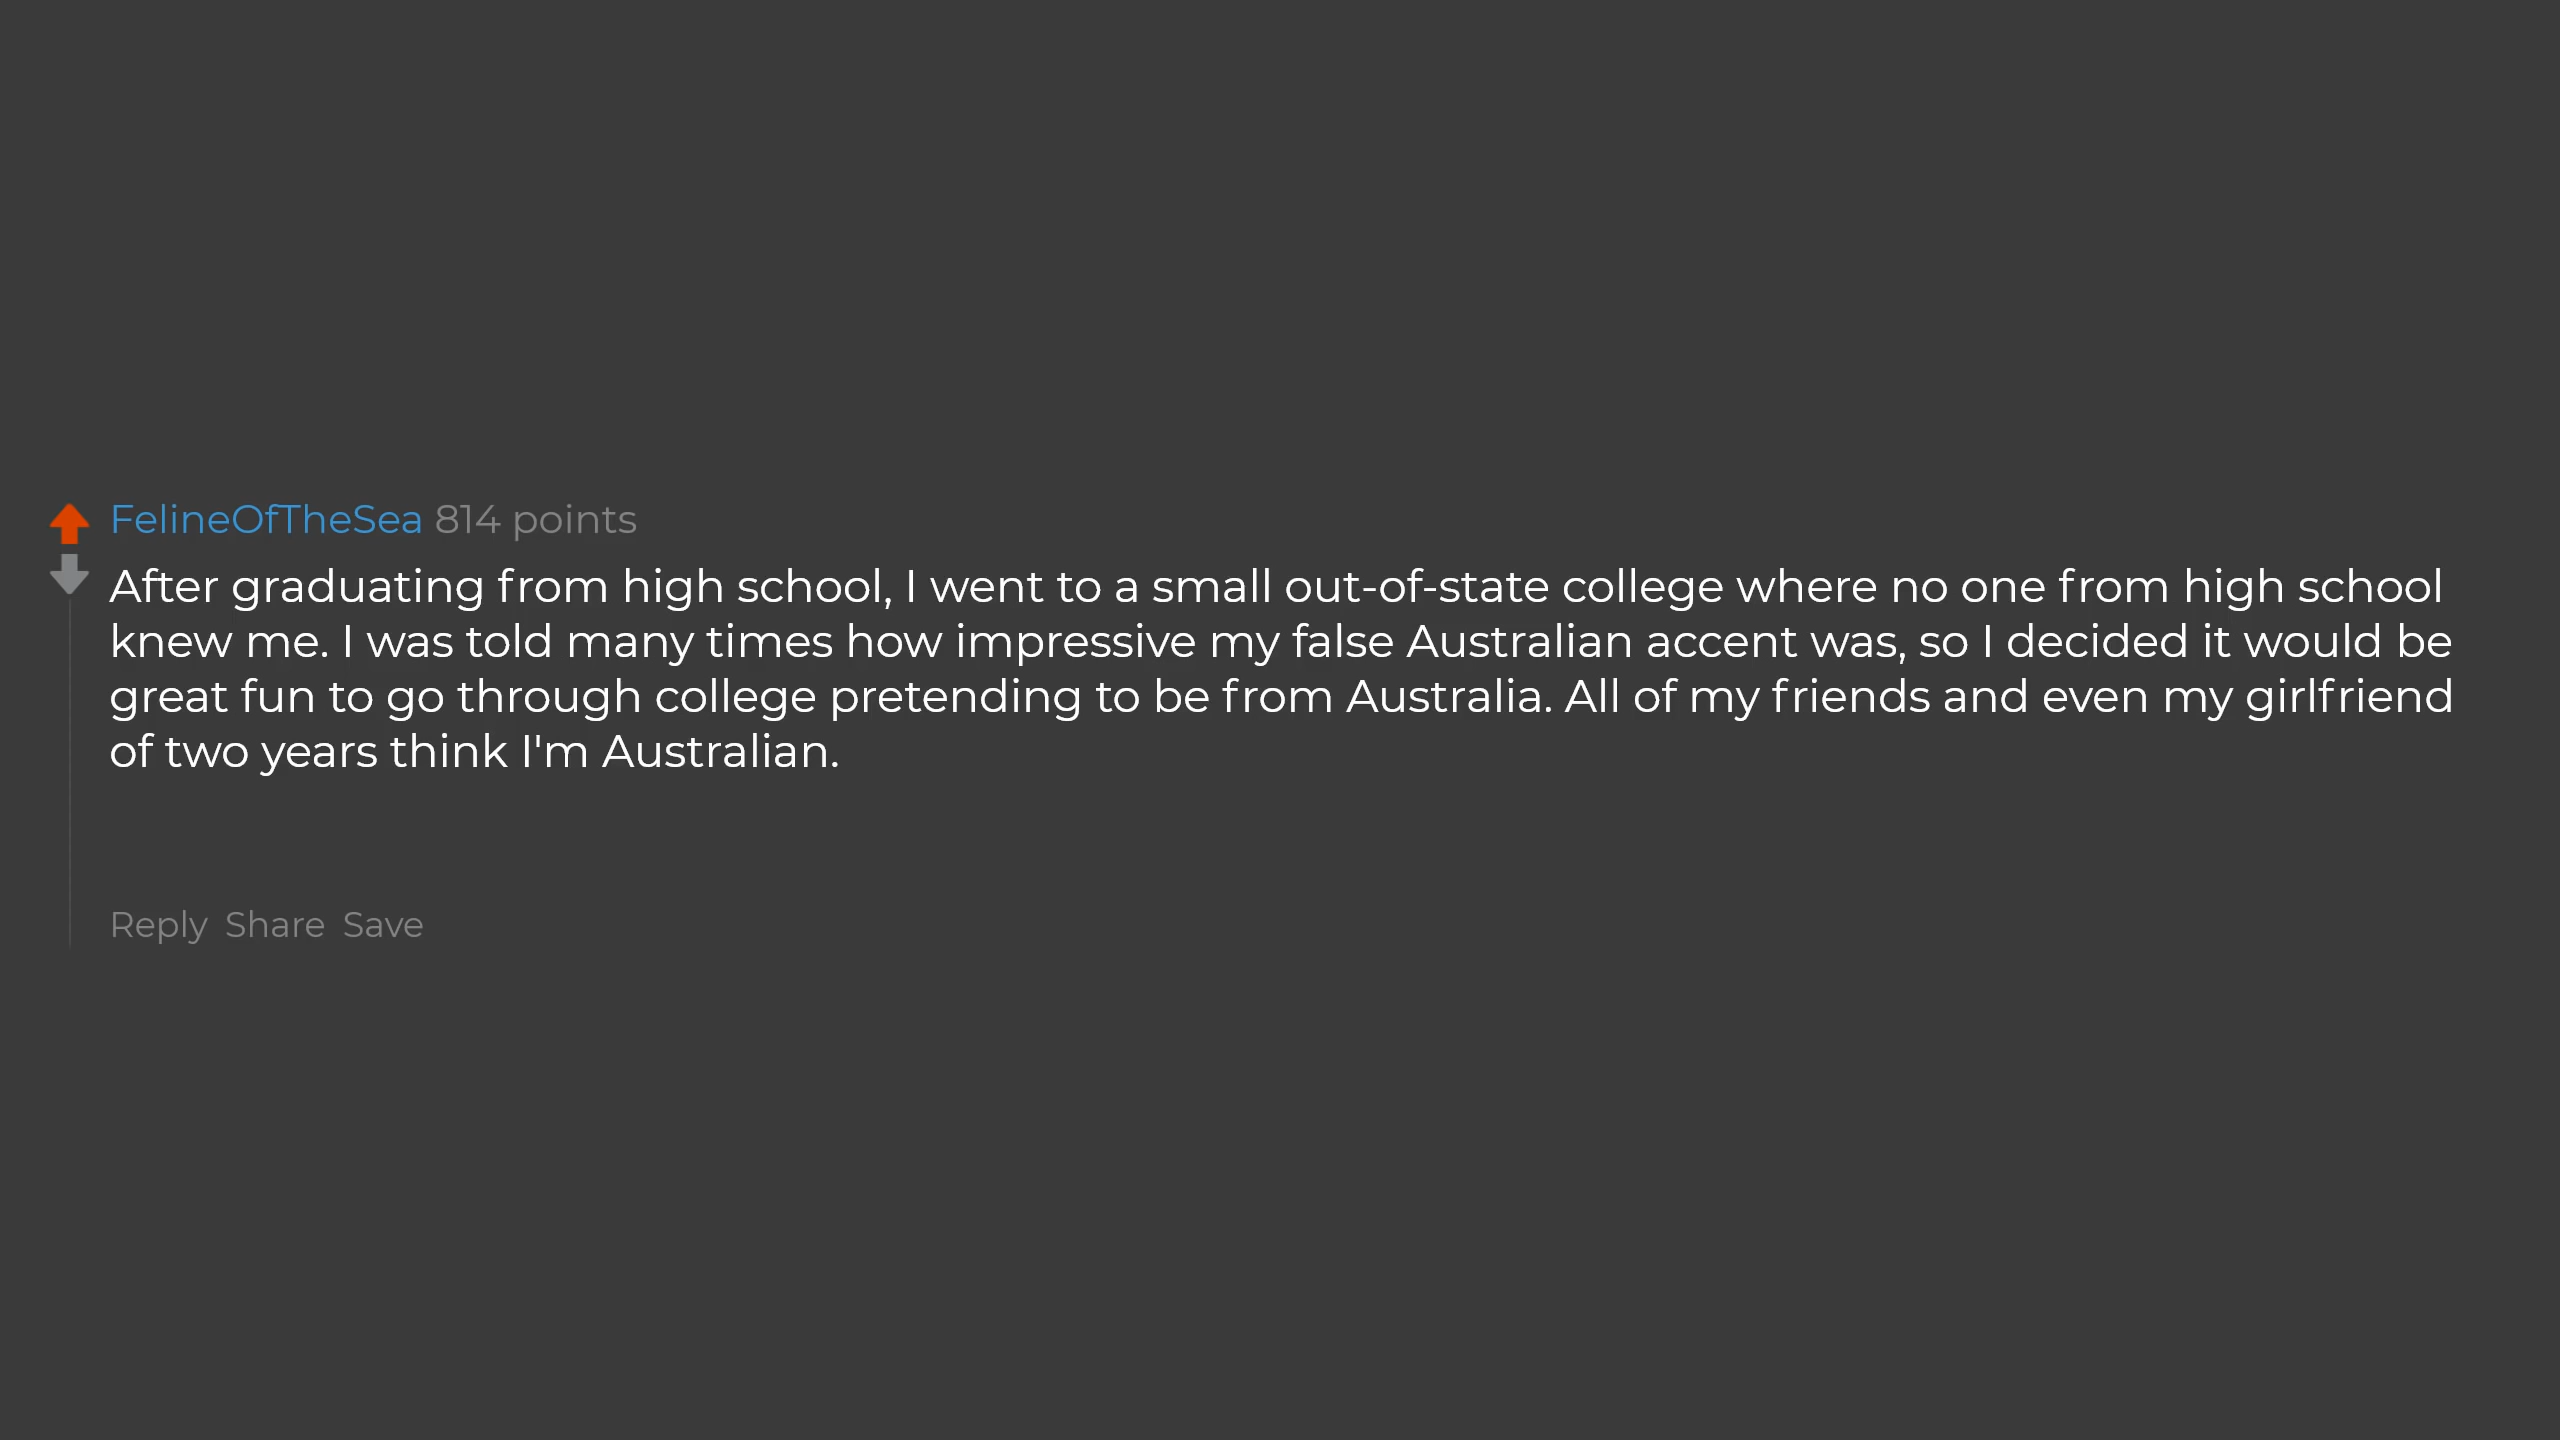 FelineOfTheSea 814 points
After graduating from high school, I went to a small out-of-state college where no one from high school
knew me. I was told many times how impressive my false Australian accent was, so I decided it would be
great fun to go through college pretending to be from Australia. All of my friends and even my girlfriend
of two years think I'm Australian.
Reply Share Save